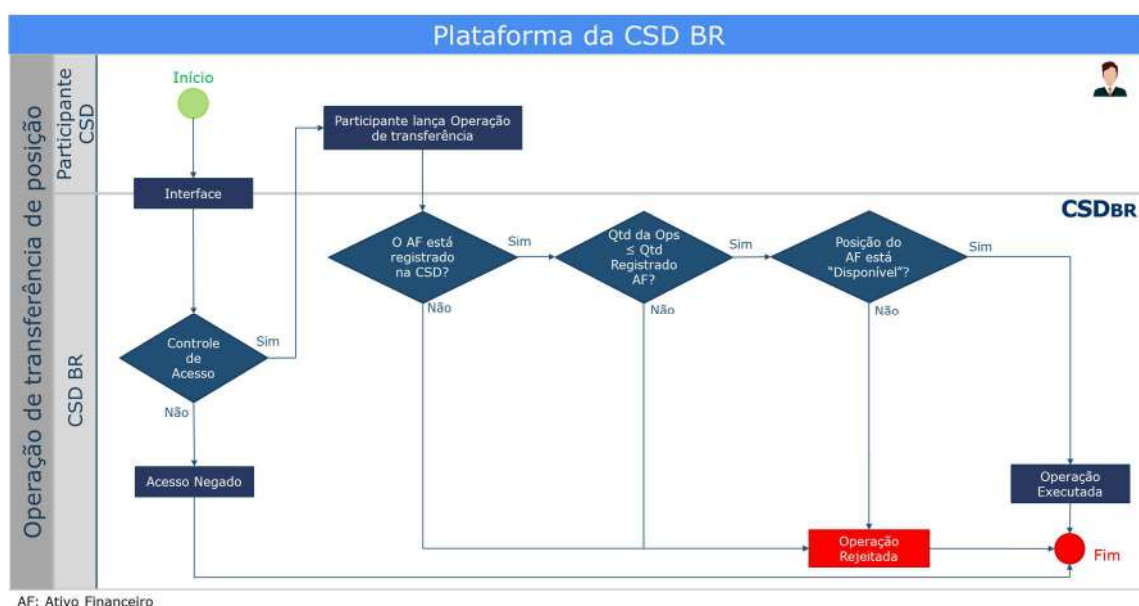 Plataforma da CSD BR
Operação de transferência de posição
Participante
CSD
Início
Participante lança Operação
de transferência
Interface
CSD BR
CSDBR
O AF está
registrado
na CSD?
Sim
Não
Qtd da Ops
≤ Qtd
Registrado
AF?
Sim
Não
Posição do
AF está
“Disponível”?
Sim
Não
Controle
de
Acesso
Sim
Não
Acesso Negado
Operação
Executada
Operação
Rejeitada
Fim
AF: Ativo Financeiro